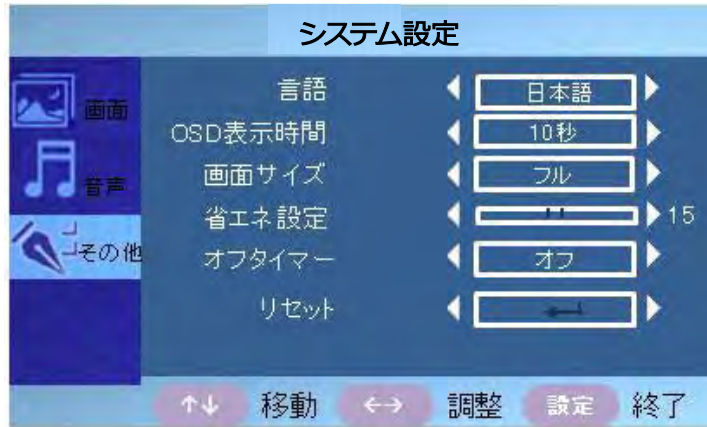 システム設定
画面
音声
その他
言語 日本語
OSD表示時間 10秒
画面サイズ フル
省エネ設定 15
オフタイマー オフ
リセット
↑↓ 移動 ←→ 調整 設定 終了